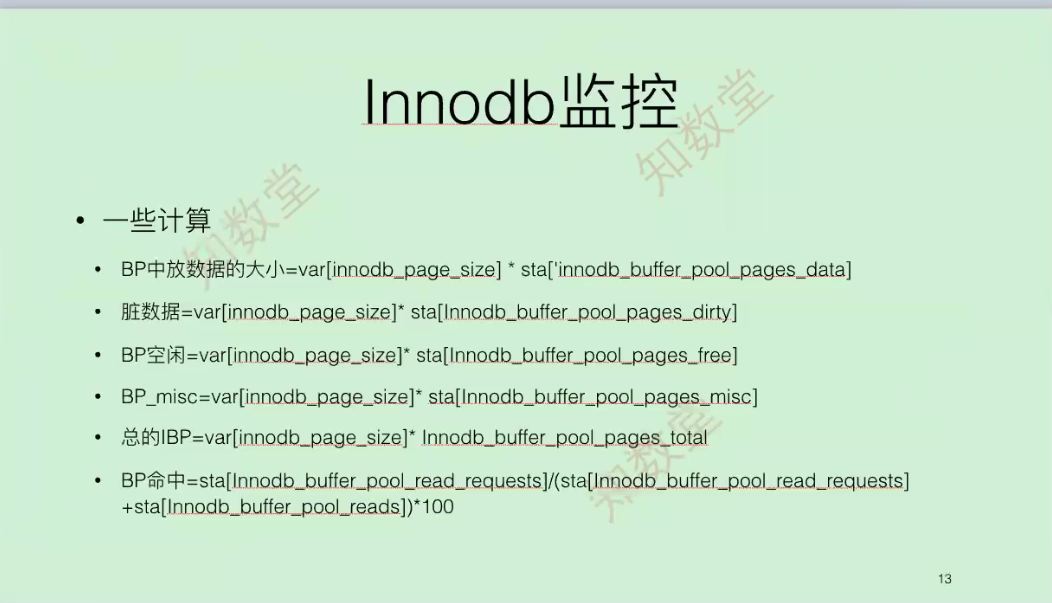 Innodb监控
知数堂
知数堂
• 一些计算
• BP中放数据的大小=var[innodb_page_size] * sta['innodb_buffer_pool_pages_data]
• 脏数据=var[innodb_page_size]* sta[Innodb_buffer_pool_pages_dirty]
• BP空闲=var[innodb_page_size]* sta[Innodb_buffer_pool_pages_free]
• BP_misc=var[innodb_page_size]* sta[Innodb_buffer_pool_pages_misc]
• 总的IBP=var[innodb_page_size]* Innodb_buffer_pool_pages_total
知数堂
• BP命中=sta[Innodb_buffer_pool_read_requests]/(sta[Innodb_buffer_pool_read_requests]
+sta[Innodb_buffer_pool_reads])*100
13